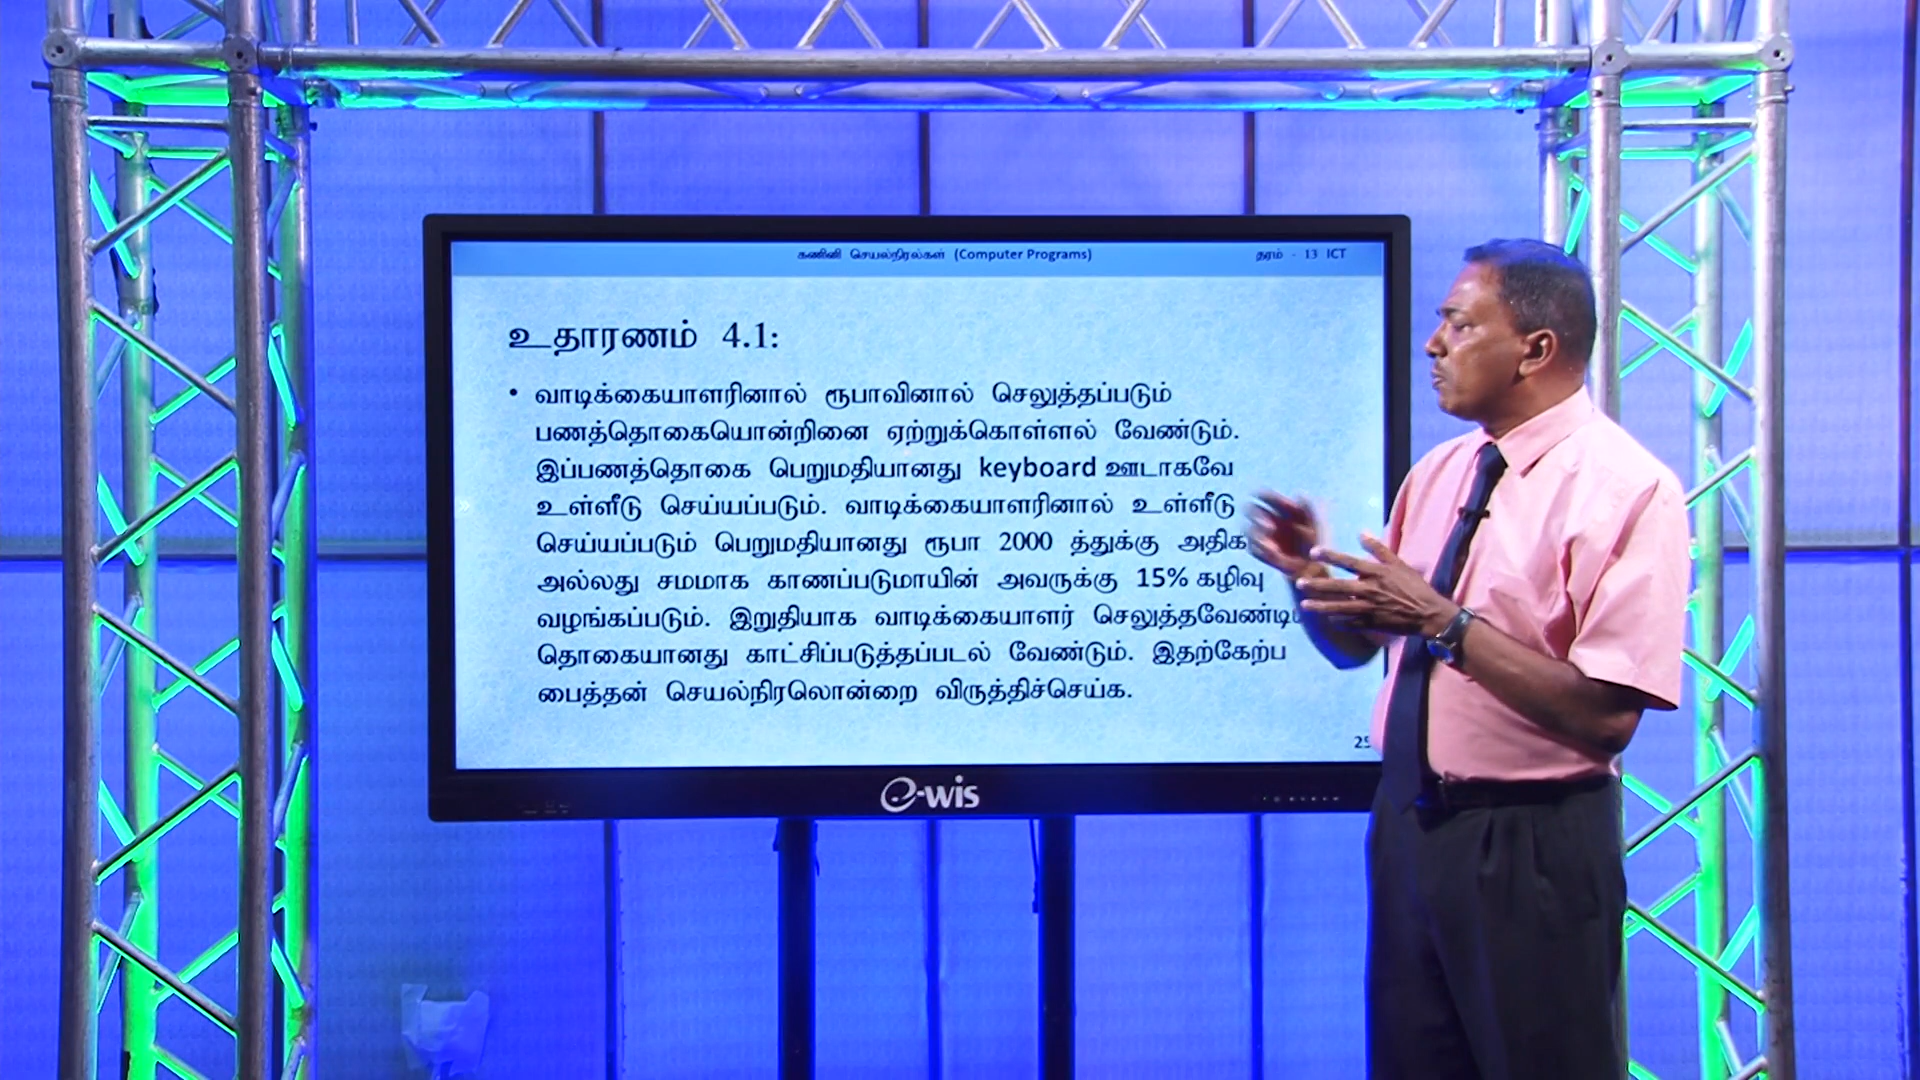 கணினி செயல்நிரல்கள் (Computer Programs) தரம் - 13 ICT
உதாரணம் 4.1:
• வாடிக்கையாளரினால் ரூபாவினால் செலுத்தப்படும்
பணத்தொகையொன்றினை ஏற்றுக்கொள்ளல் வேண்டும்.
இப்பணத்தொகை பெறுமதியானது keyboard ஊடாகவே
உள்ளீடு செய்யப்படும். வாடிக்கையாளரினால் உள்ளீடு
செய்யப்படும் பெறுமதியானது ரூபா 2000 த்துக்கு
அல்லது சமமாக காணப்படுமாயின் அவருக்கு 15% கழிவு
வழங்கப்படும். இறுதியாக வாடிக்கையாளர்
தொகையானது காட்சிப்படுத்தப்படல் வேண்டும். இதற்கேற்ப
பைத்தன் செயல்நிரலொன்றை விருத்திச்செய்க.
e-wis